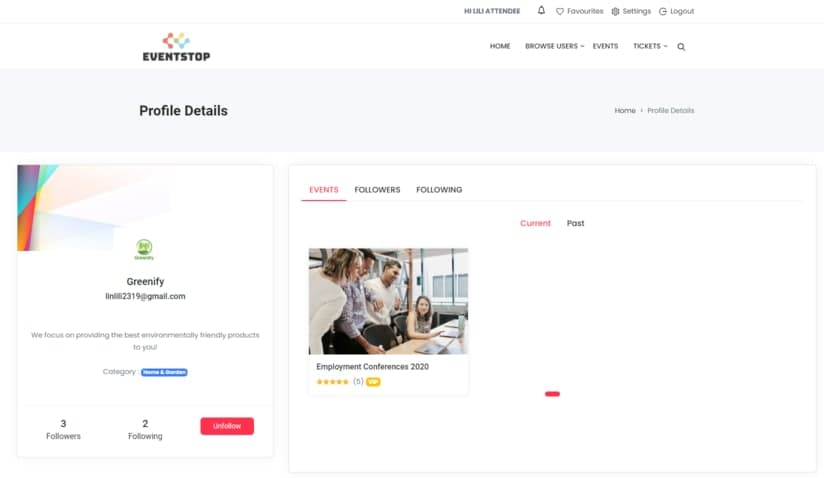 HI LILI ATTENDEE Favourites Settings Logout
EVENTSTOP
HOME BROWSE USERS EVENTS TICKETS
Profile Details
Home > Profile Details
Greenify
Greenify
linlili2319@gmail.com
We focus on providing the best environmentally friendly products
to you!
Category : Home & Garden
3 2 Unfollow
Followers Following
EVENTS FOLLOWERS FOLLOWING
Current Past
Employment Conferences 2020
(5) VIP